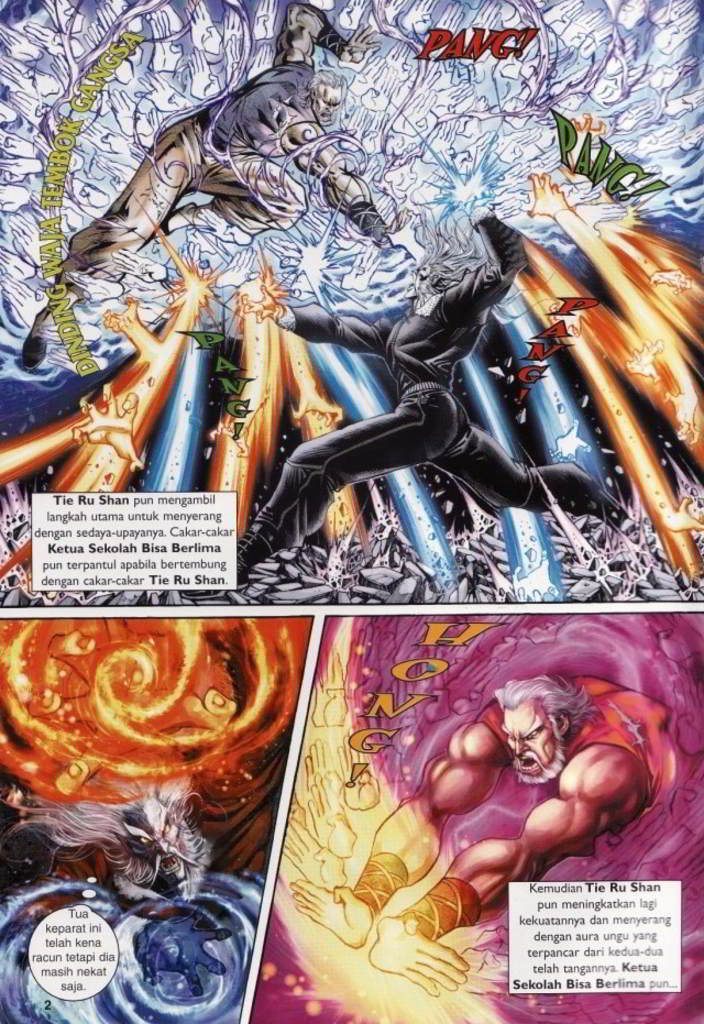 PANG!
DINDING WAJA TEMBOK GANGSA
PANG!
PANG!
PANG!
Tie Ru Shan pun mengambil
langkah utama untuk menyerang
dengan sedaya-upayanya. Cakar-cakar
Ketua Sekolah Bisa Berlima
pun terpantul apabila bertembung
dengan cakar-cakar Tie Ru Shan.
HONG!
Tua
keparat ini
telah kena
racun tetapi dia
masih nekat
saja.
Kemudian Tie Ru Shan
pun meningkatkan lagi
kekuatannya dan menyerang
dengan aura ungu yang
terpancar dari kedua-dua
telah tangannya. Ketua
Sekolah Bisa Berlima pun...
2